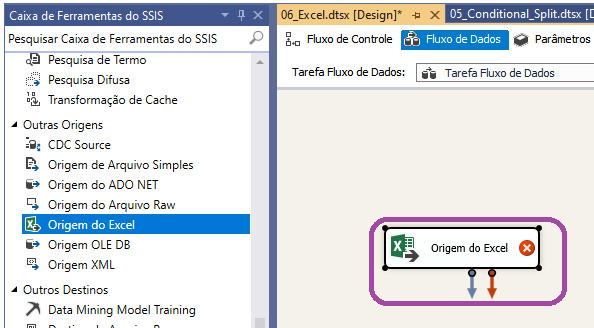 Caixa de Ferramentas do SSIS
Pesquisar Caixa de Ferramentas do SSIS
Pesquisa de Termo
Pesquisa Difusa
Transformação de Cache
Outras Origens
CDC Source
Origem de Arquivo Simples
Origem do ADO NET
Origem do Arquivo Raw
Origem do Excel
Origem OLE DB
Origem XML
Outros Destinos
Data Mining Model Training
06_Excel.dtsx [Design]*
05_Conditional_Split.dtsx [D
Fluxo de Controle
Fluxo de Dados
Parâmetros
Tarefa Fluxo de Dados:
Tarefa Fluxo de Dados
Origem do Excel